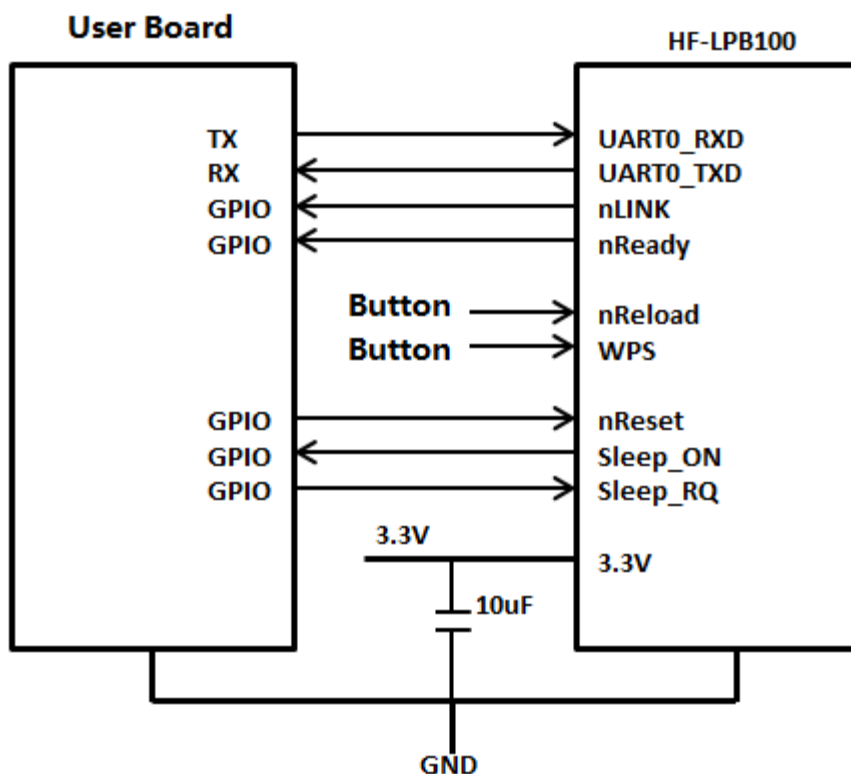 User Board
HF-LPB100
TX UART0_RXD
RX UART0_TXD
GPIO nLINK
GPIO nReady
Button nReload
Button WPS
GPIO nReset
GPIO Sleep_ON
GPIO Sleep_RQ
3.3V 3.3V
10uF
GND